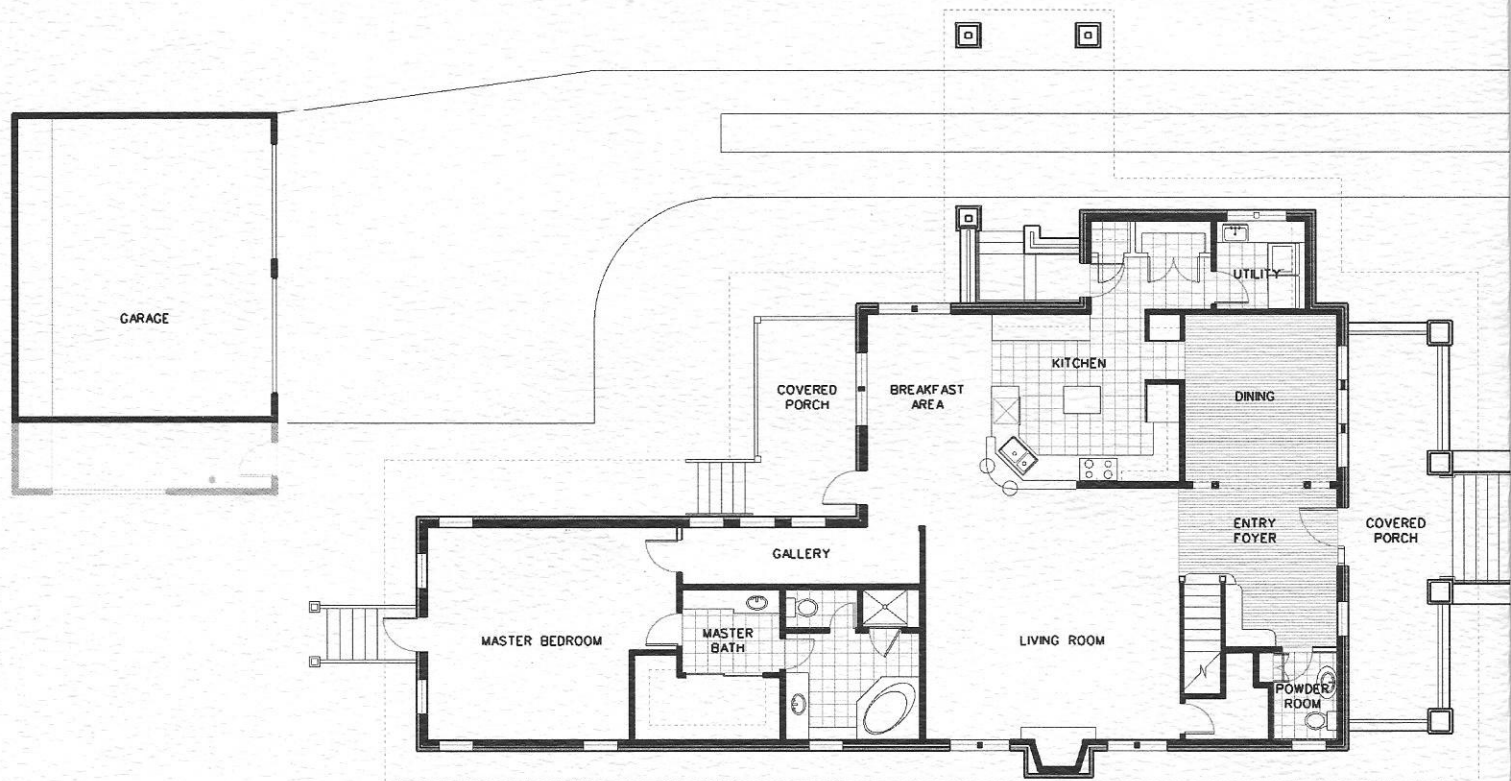 GARAGE
UTILITY
KITCHEN
COVERED
PORCH
BREAKFAST
AREA
DINING
ENTRY
FOYER
COVERED
PORCH
GALLERY
MASTER BEDROOM
MASTER
BATH
LIVING ROOM
POWDER
ROOM